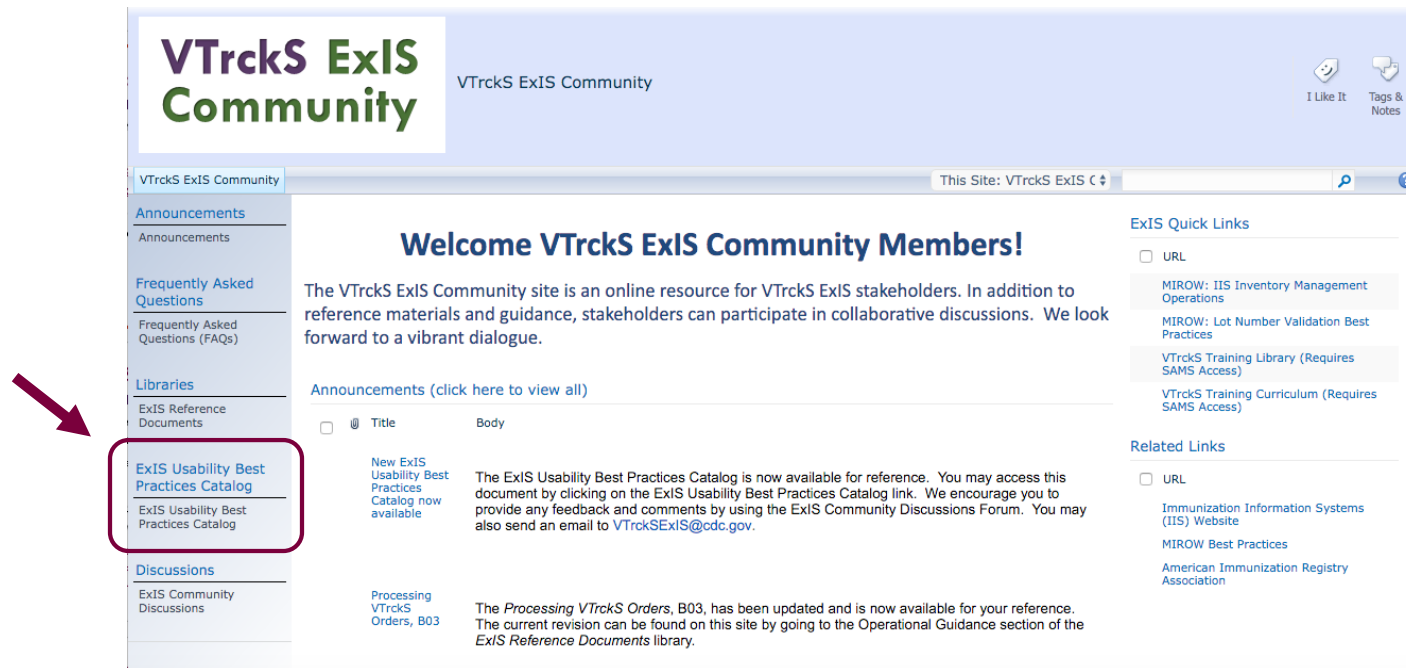 VTrckS ExIS
Community
VTrckS ExIS Community
I Like It
Tags &
Notes
VTrckS ExIS Community
This Site: VTrckS ExIS C
Announcements
Announcements
Frequently Asked
Questions
Frequently Asked
Questions (FAQs)
Libraries
ExIS Reference
Documents
ExIS Usability Best
Practices Catalog
ExIS Usability Best
Practices Catalog
Discussions
ExIS Community
Discussions
Welcome VTrckS ExIS Community Members!
The VTrckS ExIS Community site is an online resource for VTrckS ExIS stakeholders. In addition to
reference materials and guidance, stakeholders can participate in collaborative discussions. We look
forward to a vibrant dialogue.
Announcements (click here to view all)
Title
Body
New ExIS
Usability Best
Practices
Catalog now
available
The ExIS Usability Best Practices Catalog is now available for reference. You may access this
document by clicking on the ExIS Usability Best Practices Catalog link. We encourage you to
provide any feedback and comments by using the ExIS Community Discussions Forum. You may
also send an email to VTrckSExIS@cdc.gov.
Processing
VTrckS
Orders, B03
The Processing VTrckS Orders, B03, has been updated and is now available for your reference.
The current revision can be found on this site by going to the Operational Guidance section of the
ExIS Reference Documents library.
ExIS Quick Links
URL
MIROW: IIS Inventory Management
Operations
MIROW: Lot Number Validation Best
Practices
VTrckS Training Library (Requires
SAMS Access)
VTrckS Training Curriculum (Requires
SAMS Access)
Related Links
URL
Immunization Information Systems
(IIS) Website
MIROW Best Practices
American Immunization Registry
Association